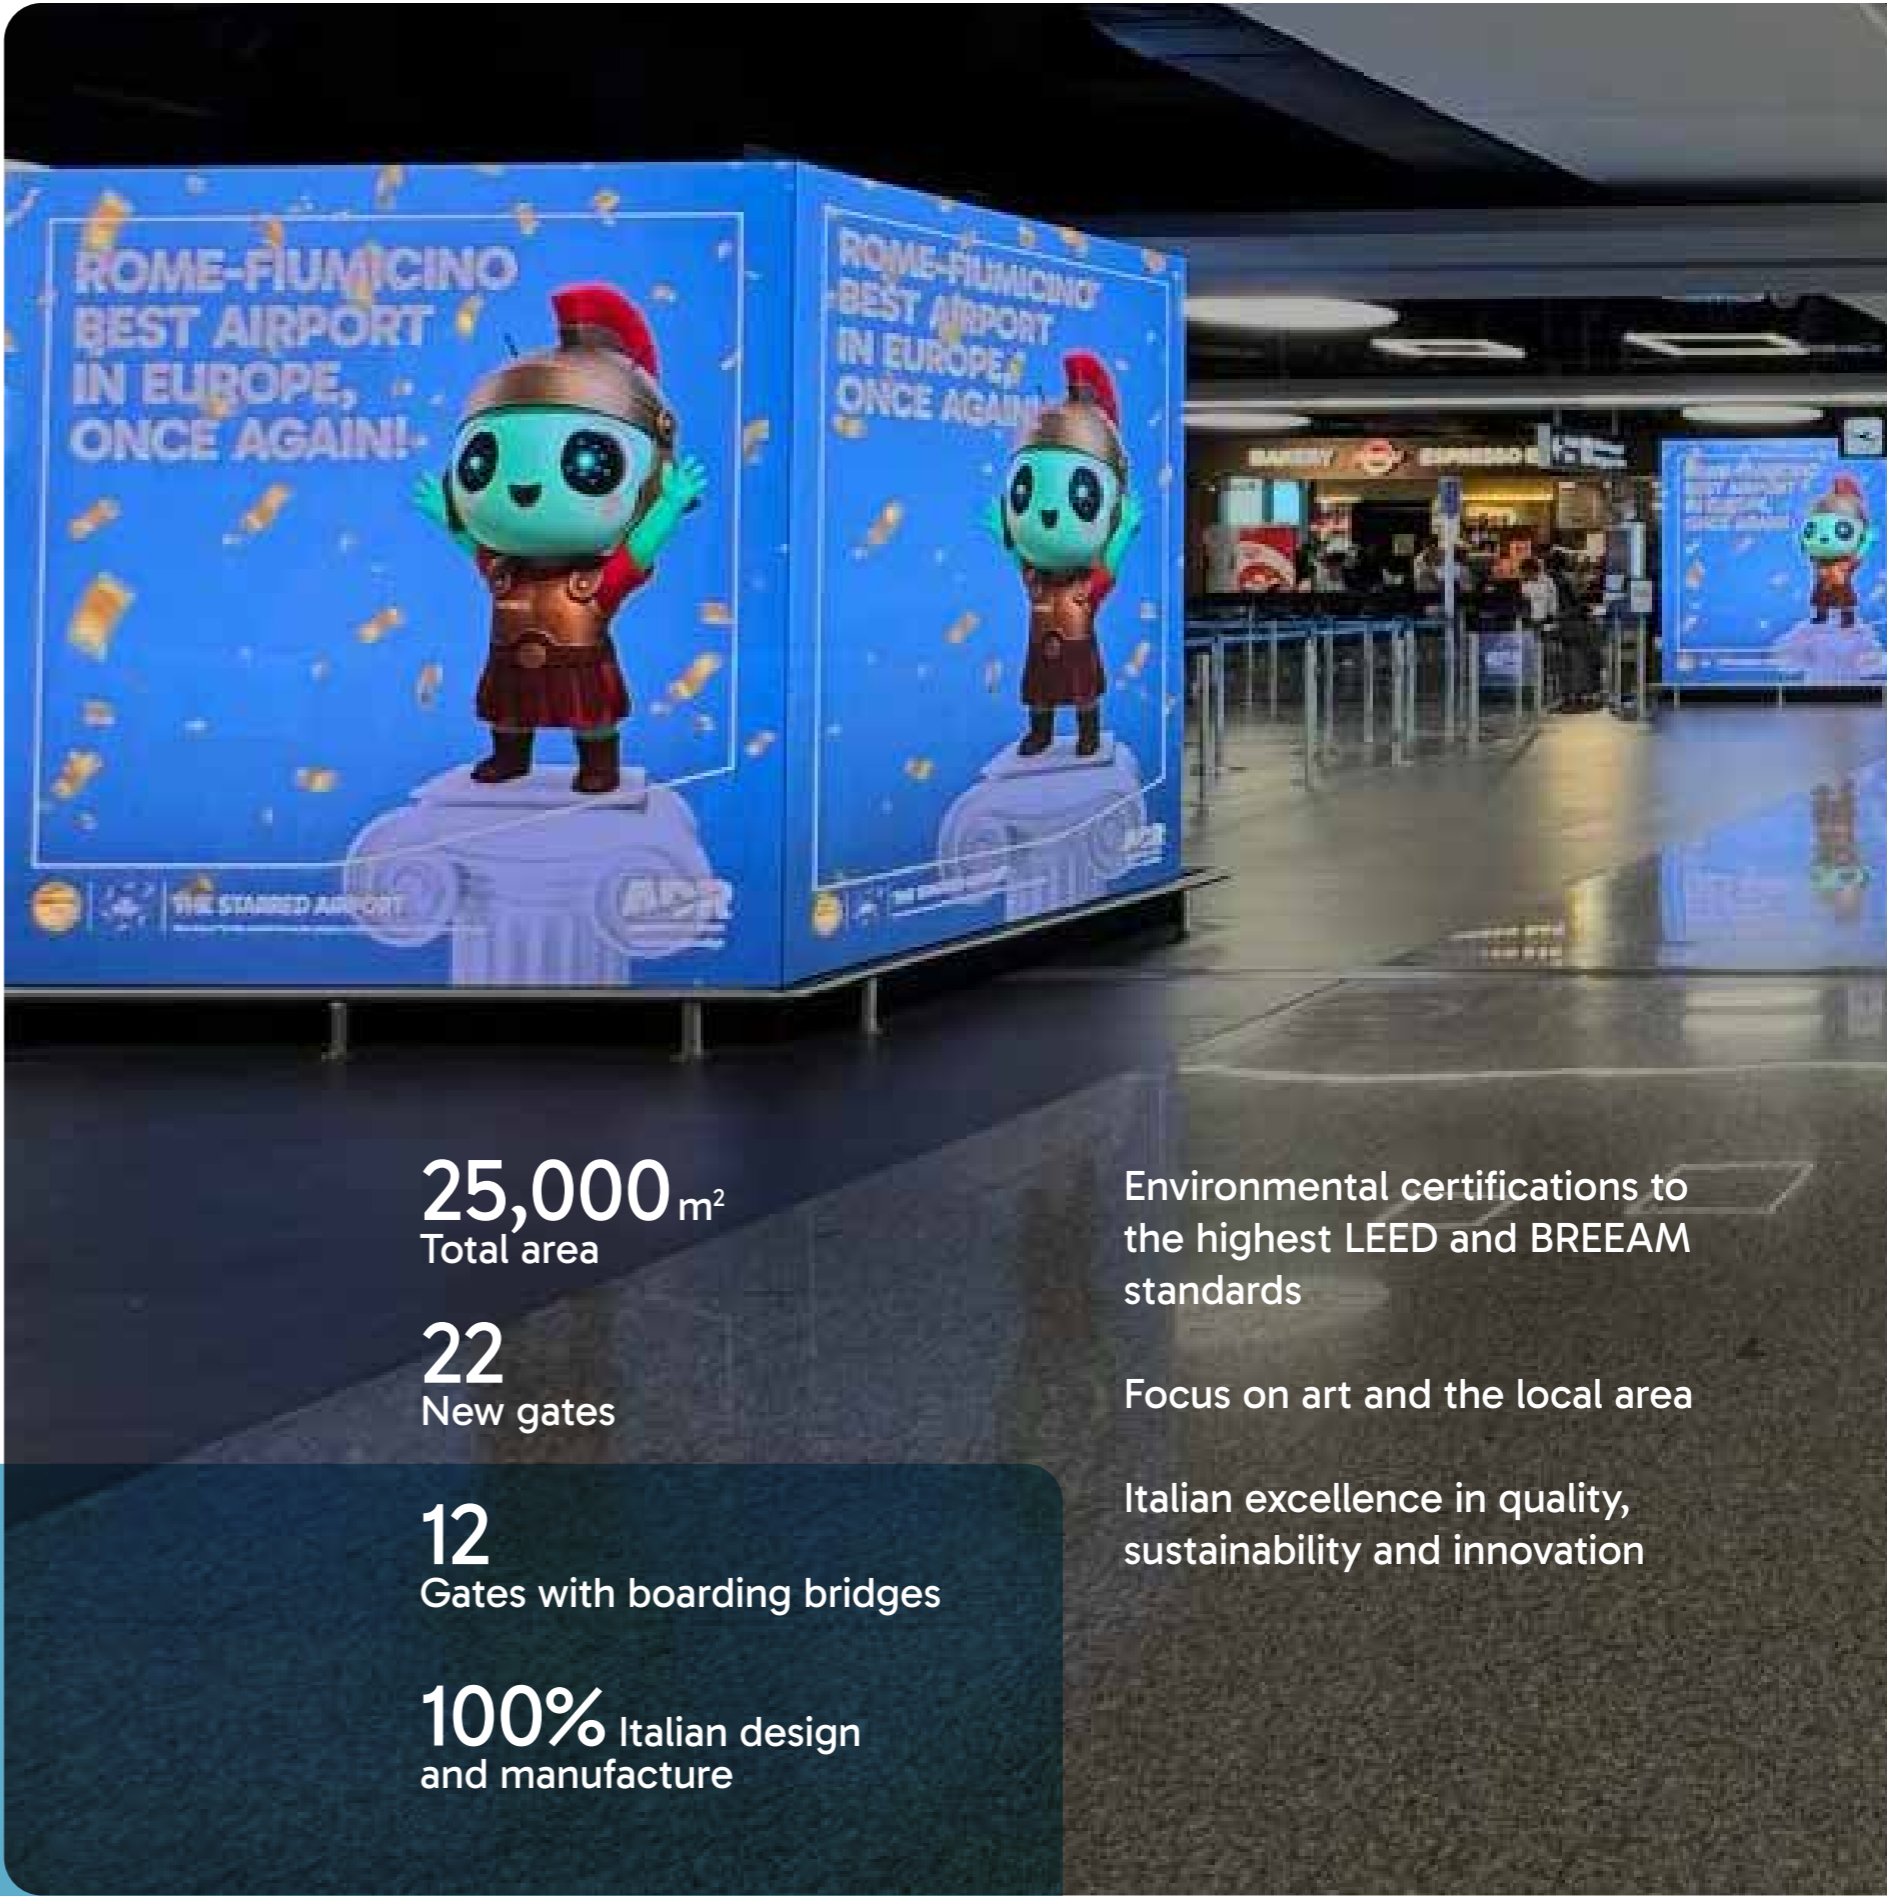 ROME-FIUMICINO
BEST AIRPORT
IN EUROPE,
ONCE AGAIN!
THE STARRED AIRPORT
ADR
ROME-FIUMICINO
BEST AIRPORT
IN EUROPE,
ONCE AGAIN!
ADR
BAKERY ESPRESSO
25,000 m²
Total area
22
New gates
12
Gates with boarding bridges
100% Italian design
and manufacture
Environmental certifications to
the highest LEED and BREEAM
standards
Focus on art and the local area
Italian excellence in quality,
sustainability and innovation